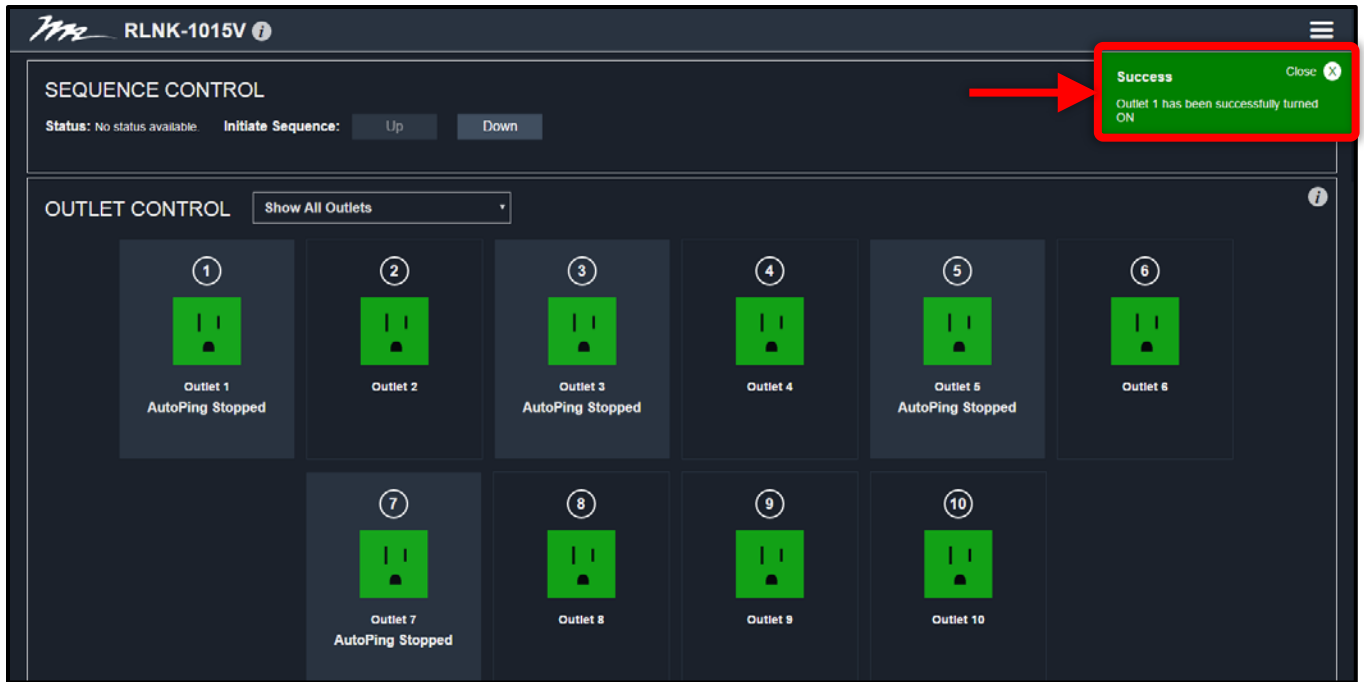 RLNK-1015V i
Success
Close X
Outlet 1 has been successfully turned
ON
SEQUENCE CONTROL
Status: No status available. Initiate Sequence: Up Down
OUTLET CONTROL Show All Outlets i
1 2 3 4 5 6
Outlet 1 Outlet 2 Outlet 3 Outlet 4 Outlet 5 Outlet 6
AutoPing Stopped AutoPing Stopped AutoPing Stopped
7 8 9 10
Outlet 7 Outlet 8 Outlet 9 Outlet 10
AutoPing Stopped